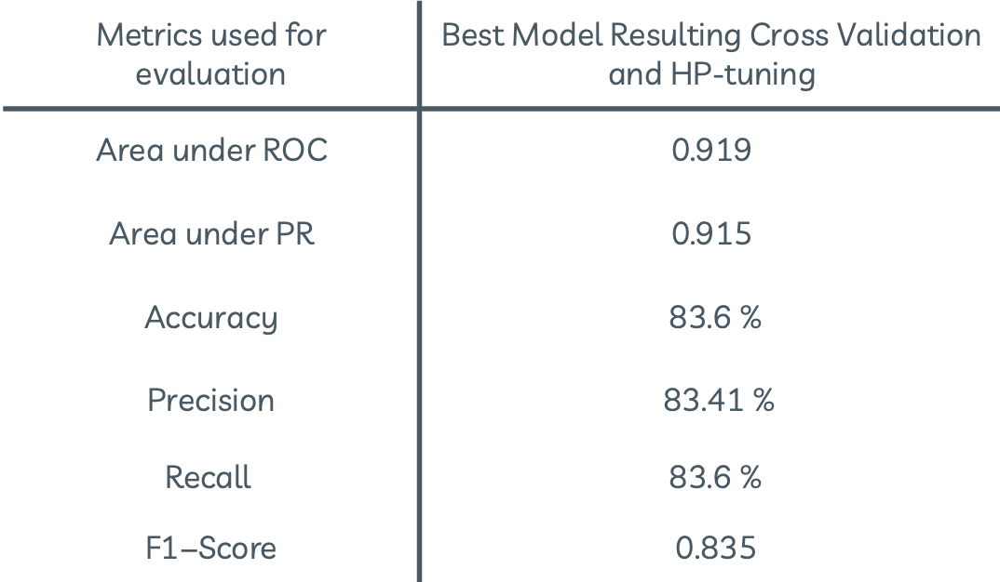 Metrics used for
evaluation
Best Model Resulting Cross Validation
and HP-tuning
Area under ROC
0.919
Area under PR
0.915
Accuracy
83.6 %
Precision
83.41 %
Recall
83.6 %
F1–Score
0.835